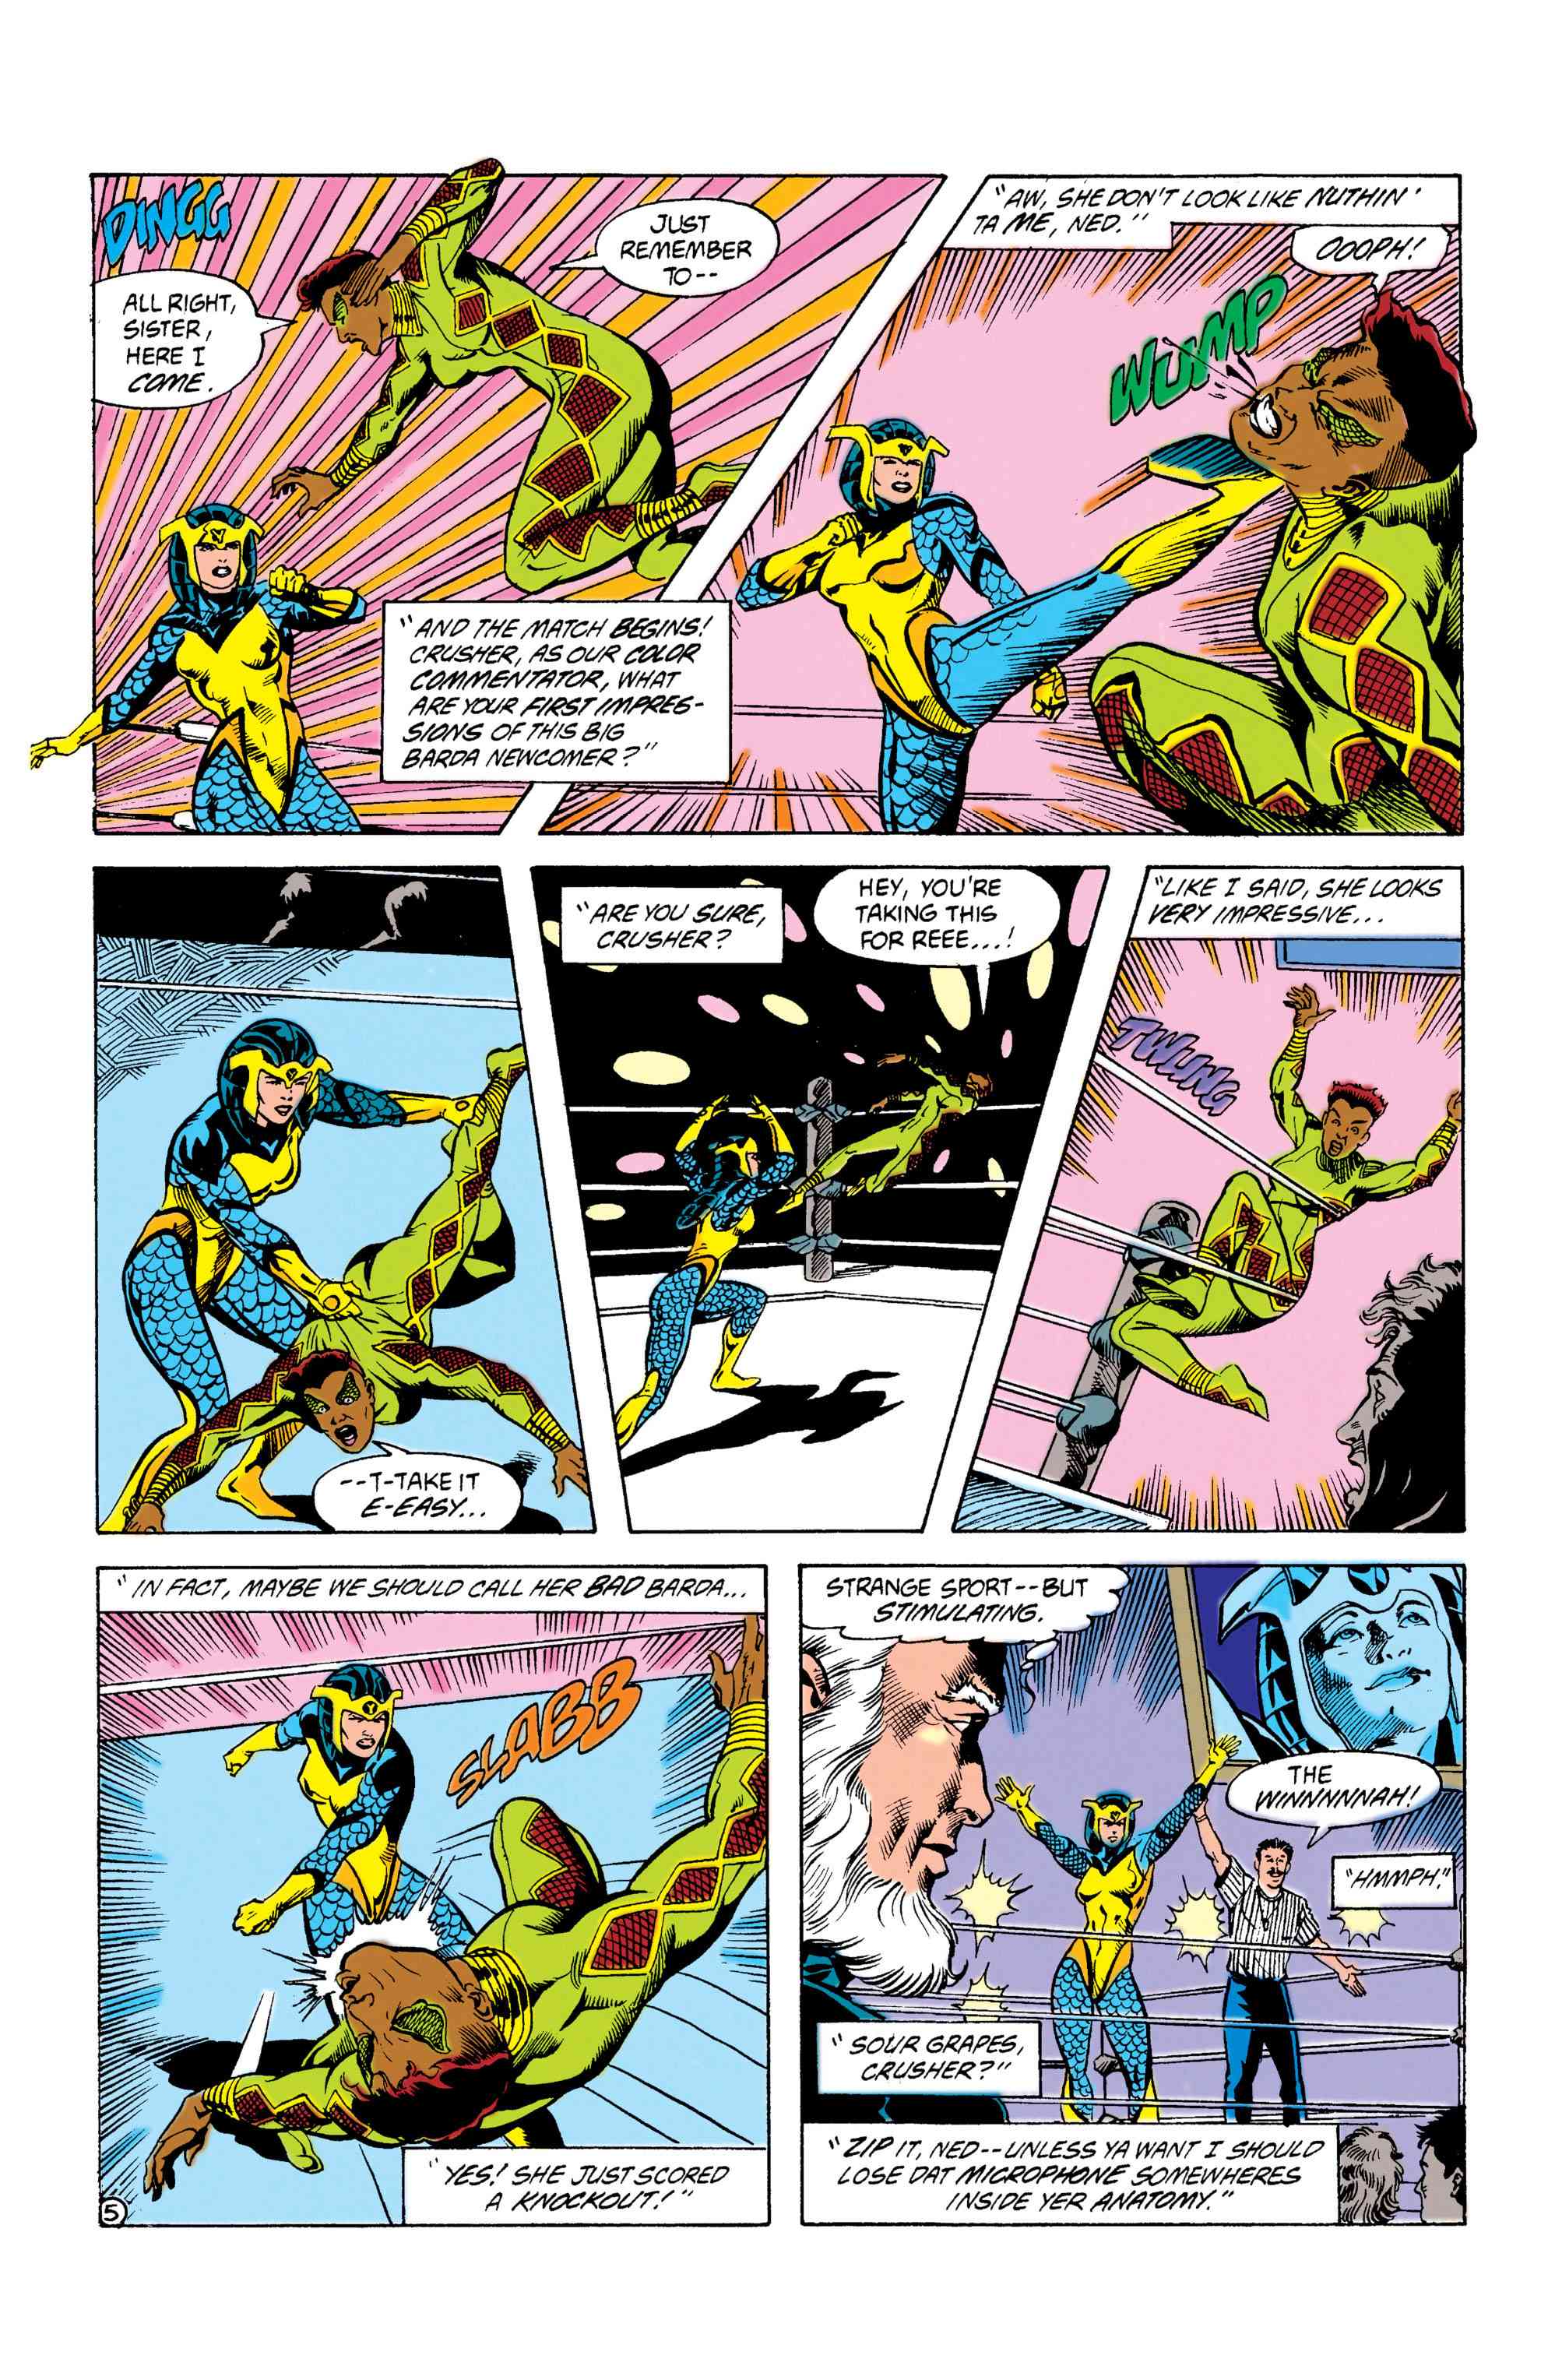 DINGG
ALL RIGHT,
SISTER,
HERE I
COME.
JUST
REMEMBER
TO--
"AND THE MATCH BEGINS!
CRUSHER, AS OUR COLOR
COMMENTATOR, WHAT
ARE YOUR FIRST IMPRES-
SIONS OF THIS BIG
BARDA NEWCOMER?"
"AW, SHE DON'T LOOK LIKE NUTHIN'
TA ME, NED."
OOOPH!
WUMP
--T-TAKE IT
E-EASY...
"ARE YOU SURE,
CRUSHER?
HEY, YOU'RE
TAKING THIS
FOR REEE...!
"LIKE I SAID, SHE LOOKS
VERY IMPRESSIVE...
TWUNG
"IN FACT, MAYBE WE SHOULD CALL HER BAD BARDA...
SLABB
"YES! SHE JUST SCORED
A KNOCKOUT!"
5
STRANGE SPORT--BUT
STIMULATING.
THE
WINNNNNAH!
"HMMPH."
"SOUR GRAPES,
CRUSHER?"
"ZIP IT, NED--UNLESS YA WANT I SHOULD
LOSE DAT MICROPHONE SOMEWHERES
INSIDE YER ANATOMY."